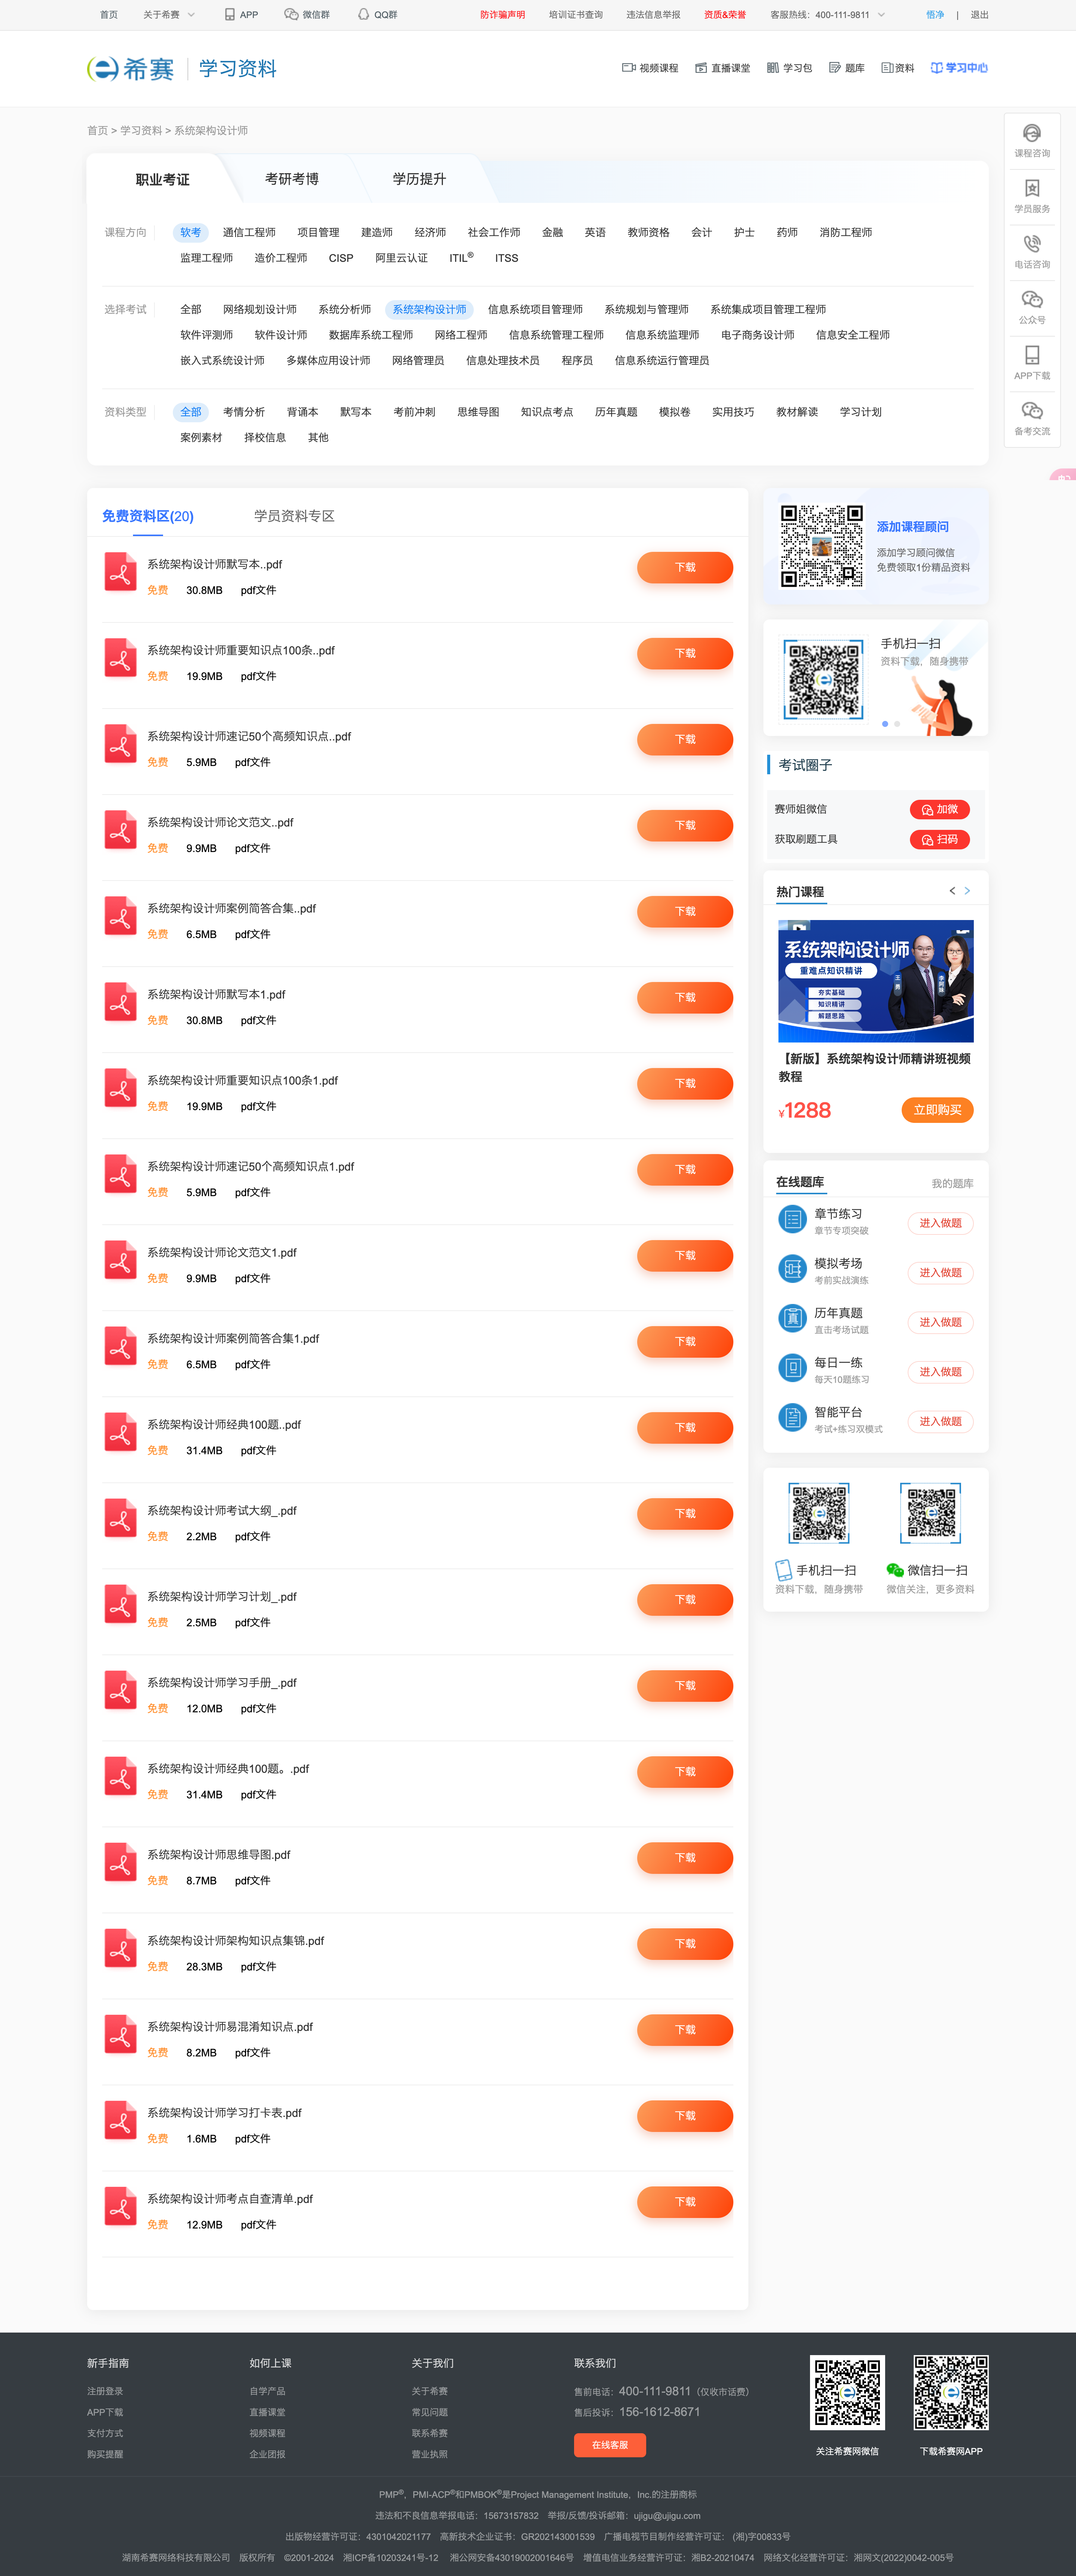 首页 关于希赛 APP 微信群 QQ群 防诈骗声明 培训证书查询 违法信息举报 资质&荣誉 客服热线：400-111-9811 悟净 | 退出
希赛 学习资料 视频课程 直播课堂 学习包 题库 资料 学习中心
首页 > 学习资料 > 系统架构设计师
课程咨询
学员服务
电话咨询
公众号
APP下载
备考交流
职业考证 考研考博 学历提升
课程方向 软考 通信工程师 项目管理 建造师 经济师 社会工作师 金融 英语 教师资格 会计 护士 药师 消防工程师
监理工程师 造价工程师 CISP 阿里云认证 ITIL® ITSS
选择考试 全部 网络规划设计师 系统分析师 系统架构设计师 信息系统项目管理师 系统规划与管理师 系统集成项目管理工程师
软件评测师 软件设计师 数据库系统工程师 网络工程师 信息系统管理工程师 信息系统监理师 电子商务设计师 信息安全工程师
嵌入式系统设计师 多媒体应用设计师 网络管理员 信息处理技术员 程序员 信息系统运行管理员
资料类型 全部 考情分析 背诵本 默写本 考前冲刺 思维导图 知识点考点 历年真题 模拟卷 实用技巧 教材解读 学习计划
案例素材 择校信息 其他
免费资料区(20) 学员资料专区
系统架构设计师默写本..pdf
免费 30.8MB pdf文件
下载
系统架构设计师重要知识点100条..pdf
免费 19.9MB pdf文件
下载
系统架构设计师速记50个高频知识点..pdf
免费 5.9MB pdf文件
下载
系统架构设计师论文范文..pdf
免费 9.9MB pdf文件
下载
系统架构设计师案例简答合集..pdf
免费 6.5MB pdf文件
下载
系统架构设计师默写本1.pdf
免费 30.8MB pdf文件
下载
系统架构设计师重要知识点100条1.pdf
免费 19.9MB pdf文件
下载
系统架构设计师速记50个高频知识点1.pdf
免费 5.9MB pdf文件
下载
系统架构设计师论文范文1.pdf
免费 9.9MB pdf文件
下载
系统架构设计师案例简答合集1.pdf
免费 6.5MB pdf文件
下载
系统架构设计师经典100题..pdf
免费 31.4MB pdf文件
下载
系统架构设计师考试大纲_.pdf
免费 2.2MB pdf文件
下载
系统架构设计师学习计划_.pdf
免费 2.5MB pdf文件
下载
系统架构设计师学习手册_.pdf
免费 12.0MB pdf文件
下载
系统架构设计师经典100题。.pdf
免费 31.4MB pdf文件
下载
系统架构设计师思维导图.pdf
免费 8.7MB pdf文件
下载
系统架构设计师架构知识点集锦.pdf
免费 28.3MB pdf文件
下载
系统架构设计师易混淆知识点.pdf
免费 8.2MB pdf文件
下载
系统架构设计师学习打卡表.pdf
免费 1.6MB pdf文件
下载
系统架构设计师考点自查清单.pdf
免费 12.9MB pdf文件
下载
添加课程顾问
添加学习顾问微信
免费领取1份精品资料
手机扫一扫
资料下载，随身携带
考试圈子
赛师姐微信 加微
获取刷题工具 扫码
热门课程 < >
系统架构设计师
重难点知识精讲
夯实基础
知识精讲
解题思路
【新版】系统架构设计师精讲班视频
教程
¥1288 立即购买
在线题库 我的题库
章节练习
章节专项突破
进入做题
模拟考场
考前实战演练
进入做题
历年真题
直击考场试题
进入做题
每日一练
每天10题练习
进入做题
智能平台
考试+练习双模式
进入做题
手机扫一扫 微信扫一扫
资料下载，随身携带 微信关注，更多资料
新手指南 如何上课 关于我们 联系我们
注册登录 自学产品 关于希赛 售前电话：400-111-9811（仅收市话费）
APP下载 直播课堂 常见问题 售后投诉：156-1612-8671
支付方式 视频课程 联系希赛 在线客服
购买提醒 企业团报 营业执照
关注希赛网微信 下载希赛网APP
PMP®，PMI-ACP®和PMBOK®是Project Management Institute，Inc.的注册商标
违法和不良信息举报电话：15673157832 举报/反馈/投诉邮箱：ujigu@ujigu.com
出版物经营许可证：4301042021177 高新技术企业证书：GR202143001539 广播电视节目制作经营许可证：（湘)字00833号
湖南希赛网络科技有限公司 版权所有 ©2001-2024 湘ICP备10203241号-12 湘公网安备43019002001646号 增值电信业务经营许可证：湘B2-20210474 网络文化经营许可证：湘网文(2022)0042-005号